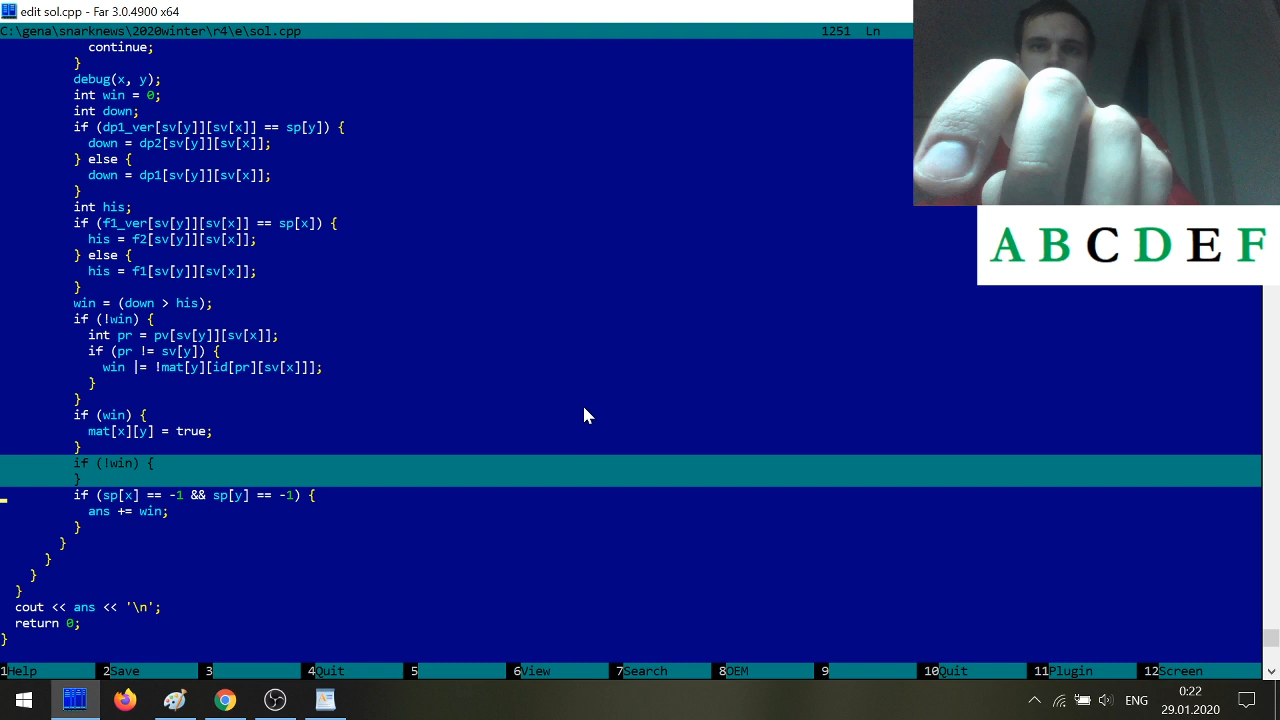 edit sol.cpp - Far 3.0.4900 x64
C:\gena\snarknews\2020winter\r4\e\sol.cpp 1251 Ln
continue;
}
debug(x, y);
int win = 0;
int down;
if (dp1_ver[sv[y]][sv[x]] == sp[y]) {
down = dp2[sv[y]][sv[x]];
} else {
down = dp1[sv[y]][sv[x]];
}
int his;
if (f1_ver[sv[y]][sv[x]] == sp[x]) {
his = f2[sv[y]][sv[x]];
} else {
his = f1[sv[y]][sv[x]];
}
win = (down > his);
if (!win) {
int pr = pv[sv[y]][sv[x]];
if (pr != sv[y]) {
win |= !mat[y][id[pr][sv[x]]];
}
}
if (win) {
mat[x][y] = true;
}
if (!win) {
}
if (sp[x] == -1 && sp[y] == -1) {
ans += win;
}
}
}
}
}
cout << ans << '\n';
return 0;
}
A B C D E F
1Help 2Save 3 4Quit 5 6View 7Search 8OEM 9 10Quit 11Plugin 12Screen
ENG
0:22
29.01.2020